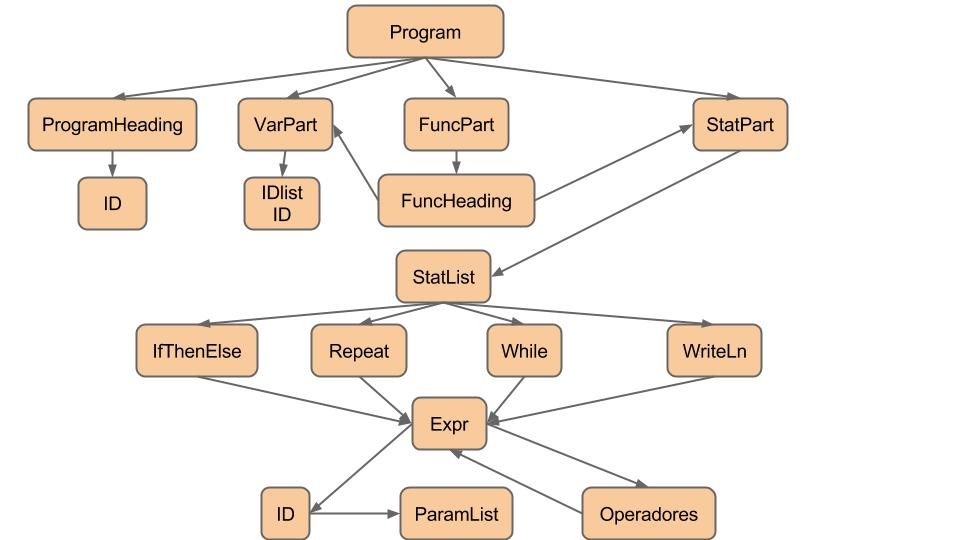 Program
ProgramHeading
VarPart
FuncPart
StatPart
ID
IDlist
ID
FuncHeading
StatList
IfThenElse
Repeat
While
WriteLn
Expr
ID
ParamList
Operadores